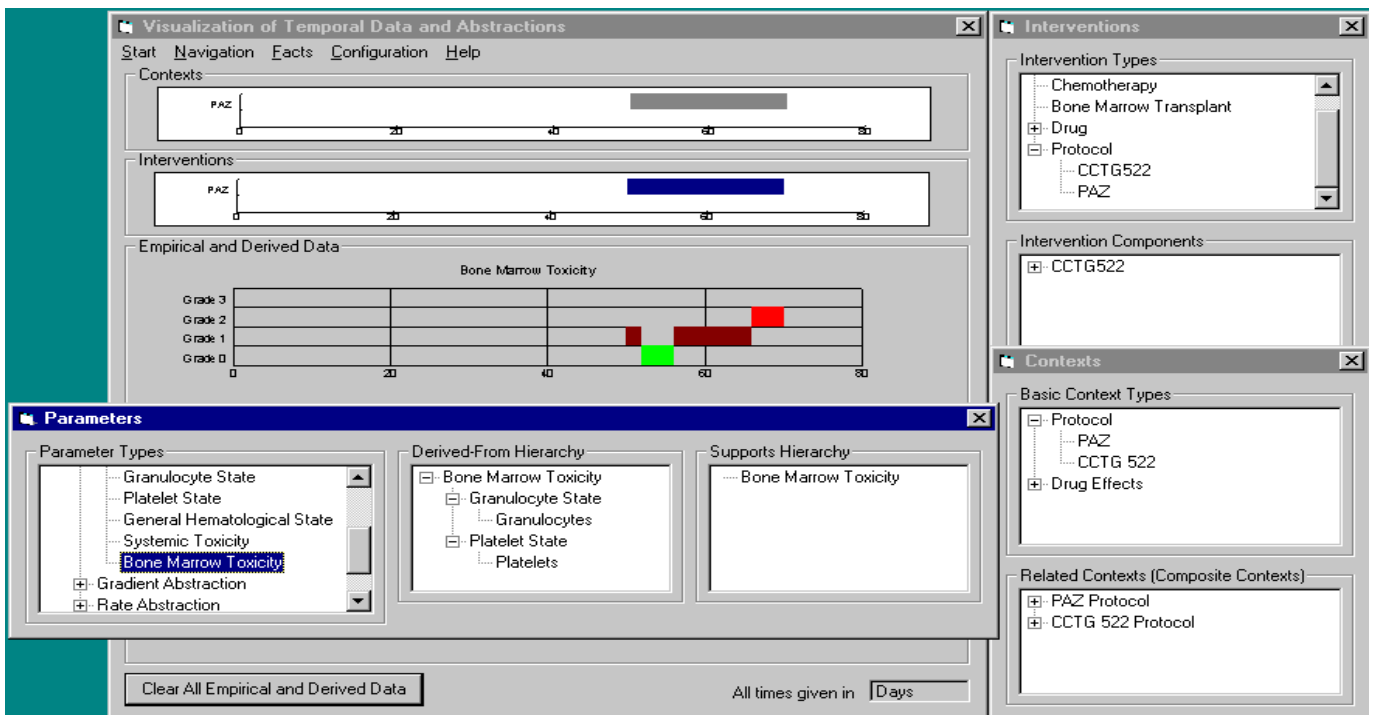 Visualization of Temporal Data and Abstractions
Start Navigation Facts Configuration Help
Contexts
PAZ
0 20 40 60 80
Interventions
PAZ
0 20 40 60 80
Empirical and Derived Data
Bone Marrow Toxicity
Grade 3
Grade 2
Grade 1
Grade 0
0 20 40 60 80
Interventions
Intervention Types
Chemotherapy
Bone Marrow Transplant
Drug
Protocol
CCTG522
PAZ
Intervention Components
CCTG522
Contexts
Basic Context Types
Protocol
PAZ
CCTG 522
Drug Effects
Related Contexts (Composite Contexts)
PAZ Protocol
CCTG 522 Protocol
Parameters
Parameter Types
Granulocyte State
Platelet State
General Hematological State
Systemic Toxicity
Bone Marrow Toxicity
Gradient Abstraction
Rate Abstraction
Derived-From Hierarchy
Bone Marrow Toxicity
Granulocyte State
Granulocytes
Platelet State
Platelets
Supports Hierarchy
Bone Marrow Toxicity
Clear All Empirical and Derived Data
All times given in Days